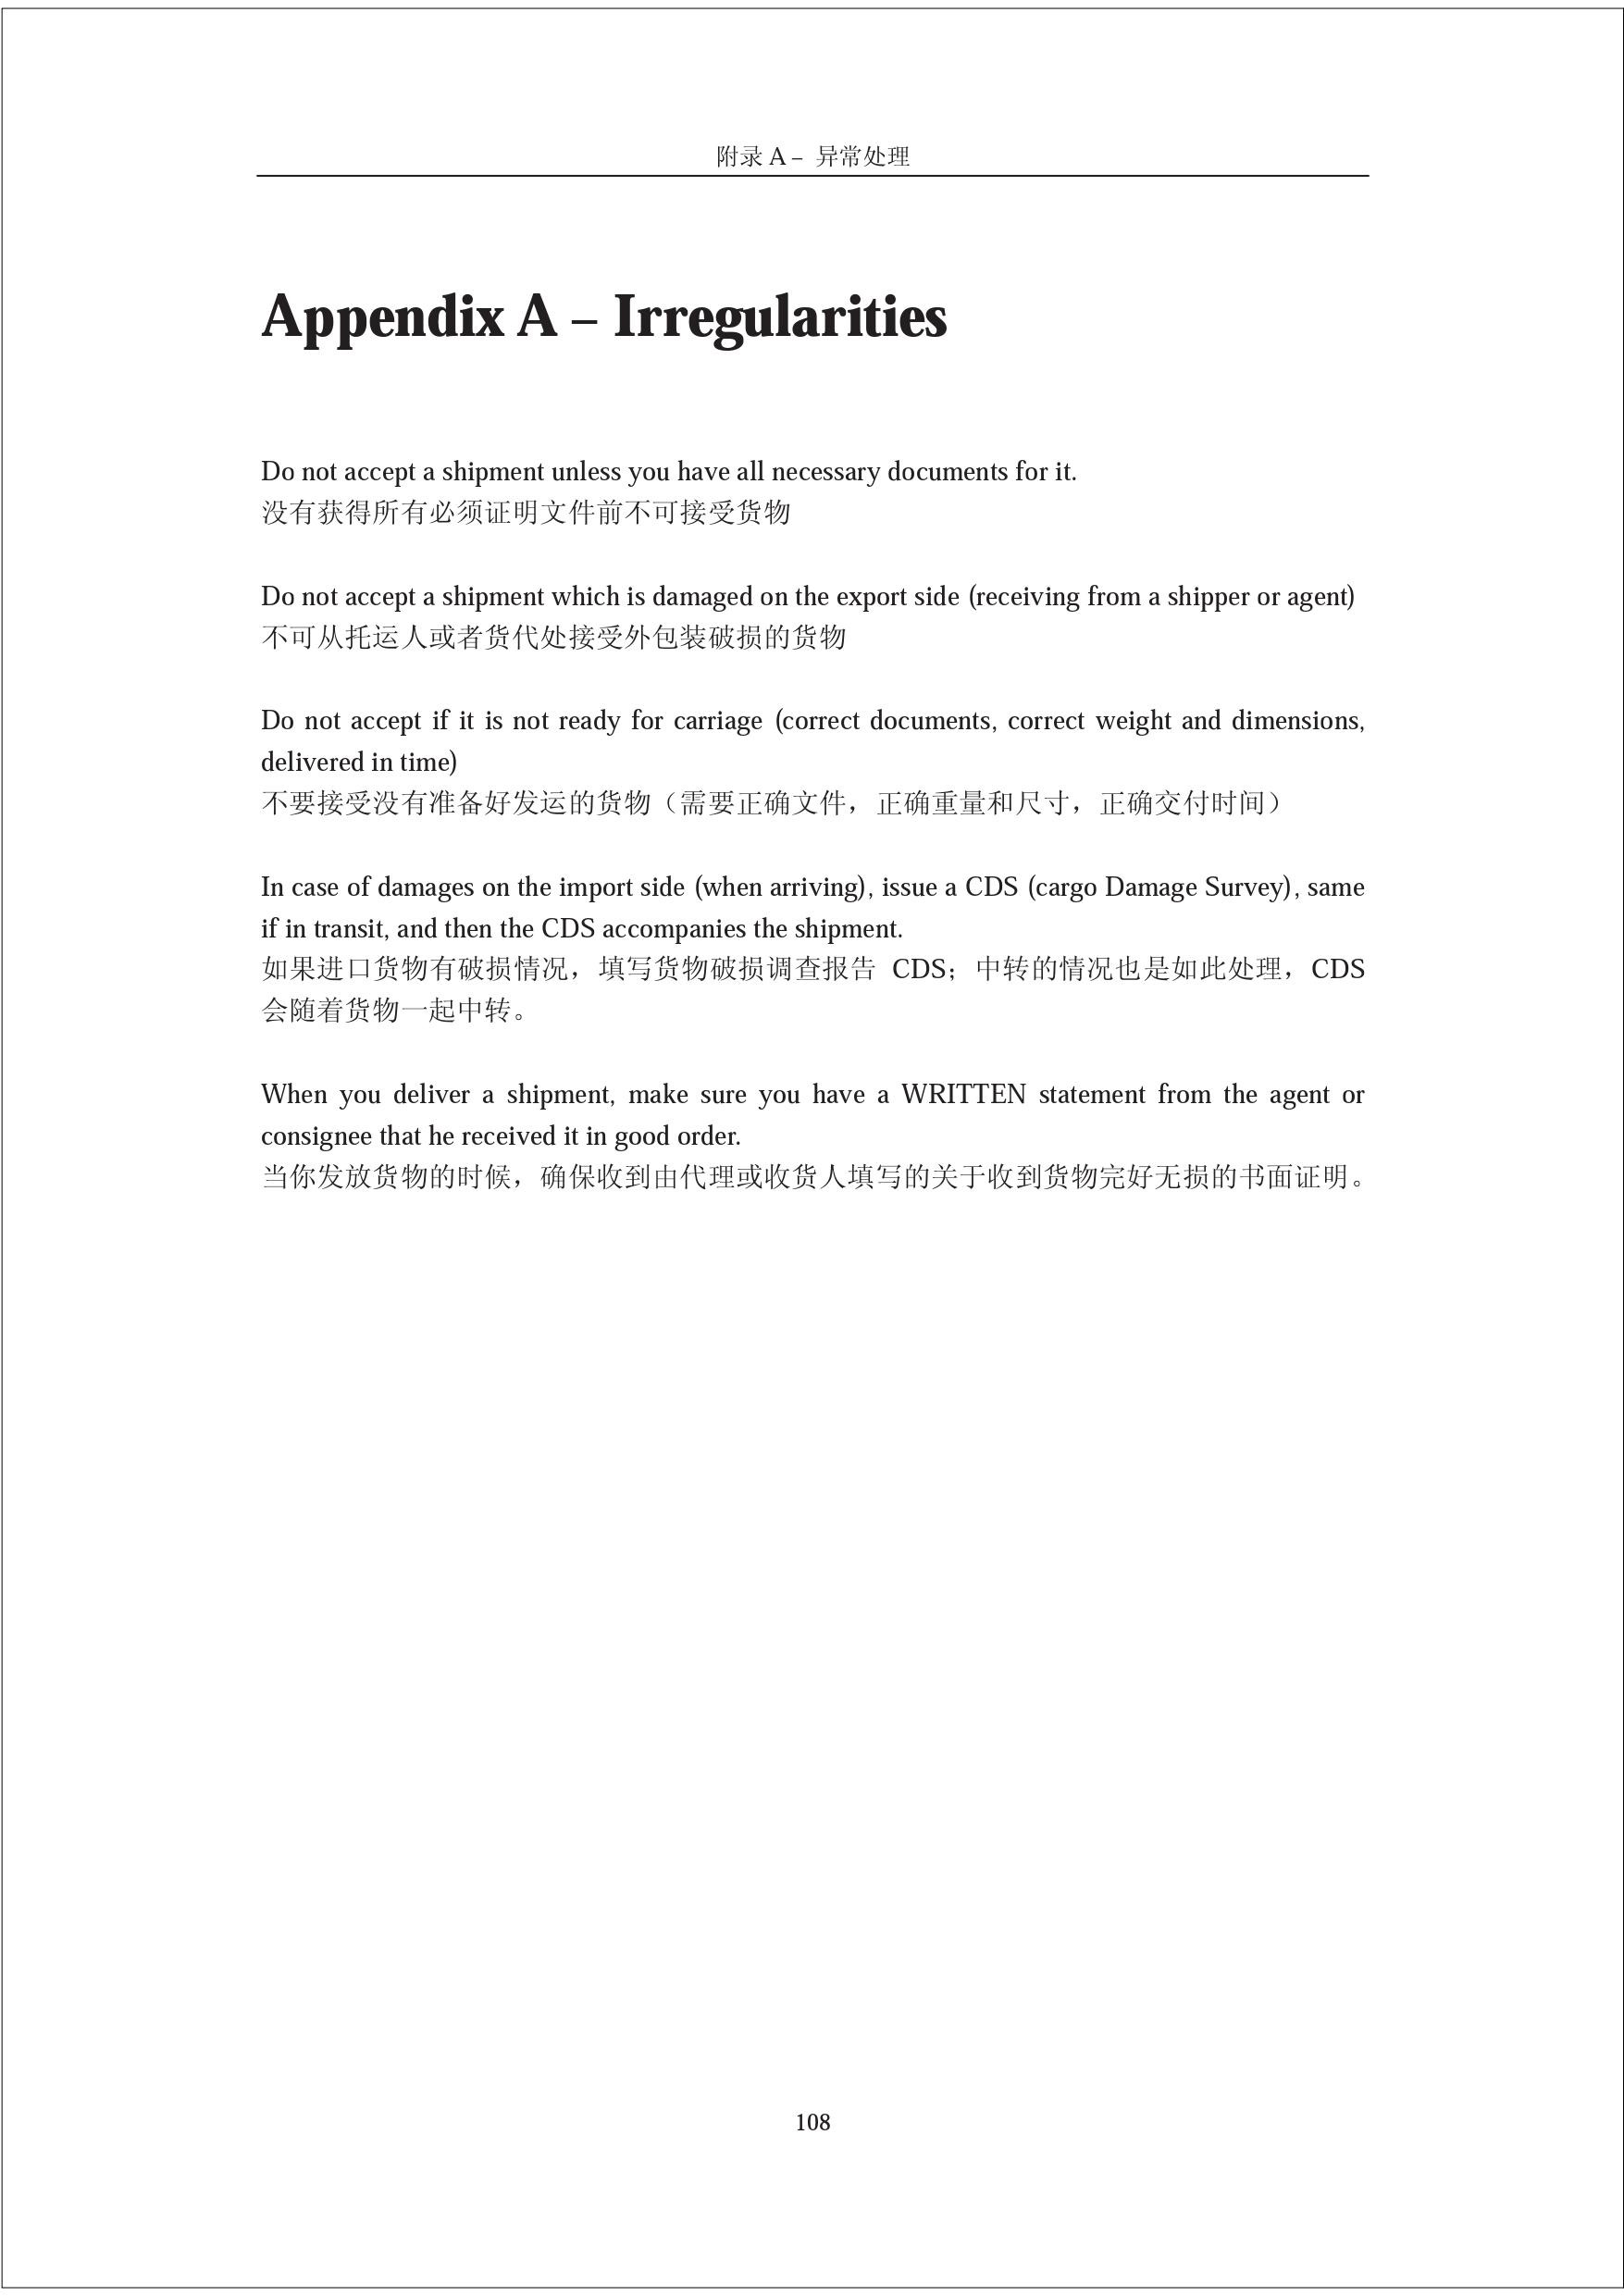 附录 A – 异常处理
Appendix A – Irregularities
Do not accept a shipment unless you have all necessary documents for it.
没有获得所有必须证明文件前不可接受货物
Do not accept a shipment which is damaged on the export side (receiving from a shipper or agent)
不可从托运人或者货代处接受外包装破损的货物
Do not accept if it is not ready for carriage (correct documents, correct weight and dimensions,
delivered in time)
不要接受没有准备好发运的货物（需要正确文件，正确重量和尺寸，正确交付时间）
In case of damages on the import side (when arriving), issue a CDS (cargo Damage Survey), same
if in transit, and then the CDS accompanies the shipment.
如果进口货物有破损情况，填写货物破损调查报告 CDS；中转的情况也是如此处理，CDS
会随着货物一起中转。
When you deliver a shipment, make sure you have a WRITTEN statement from the agent or
consignee that he received it in good order.
当你发放货物的时候，确保收到由代理或收货人填写的关于收到货物完好无损的书面证明。
108